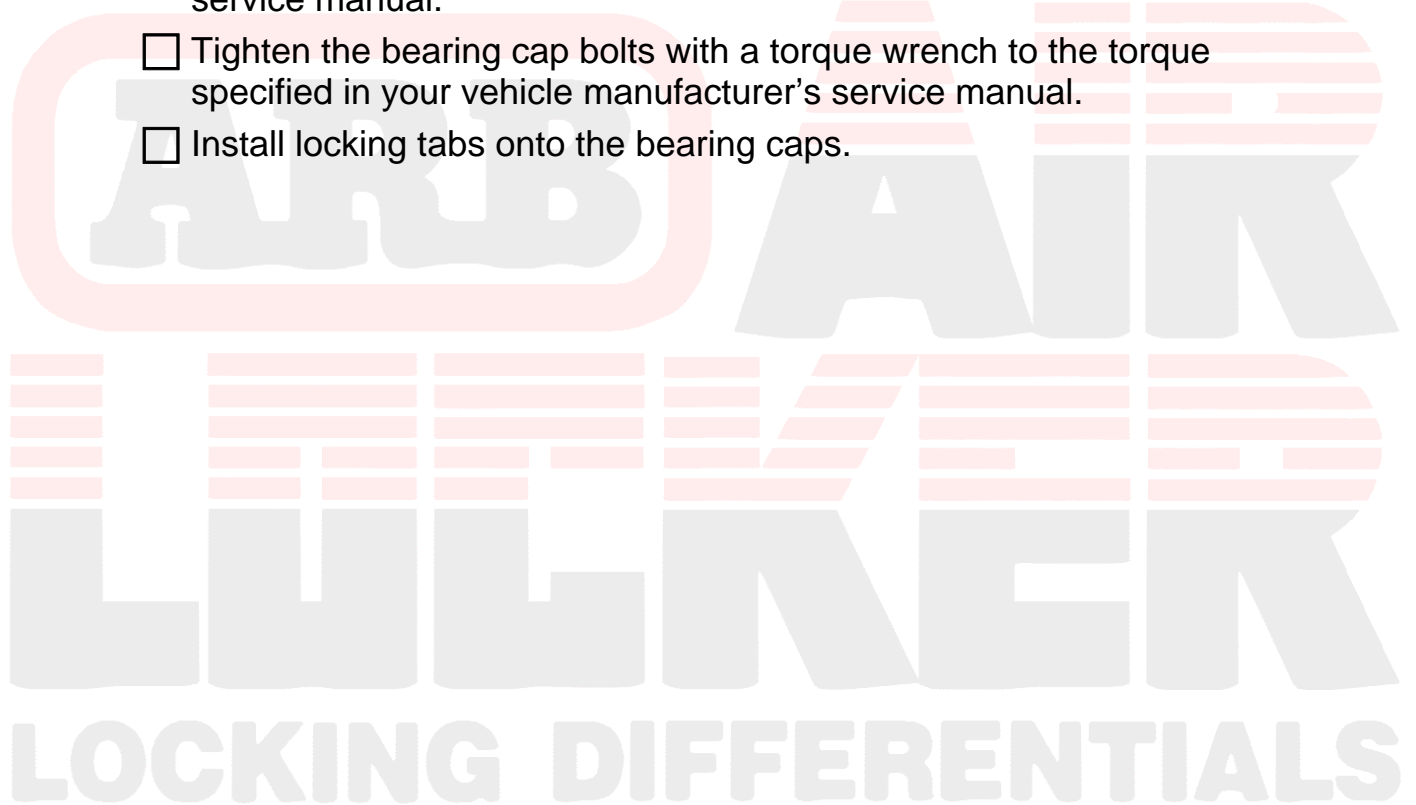 service manual.
Tighten the bearing cap bolts with a torque wrench to the torque
specified in your vehicle manufacturer’s service manual.
Install locking tabs onto the bearing caps.
ARB
AIR
LOCKER
LOCKING DIFFERENTIALS